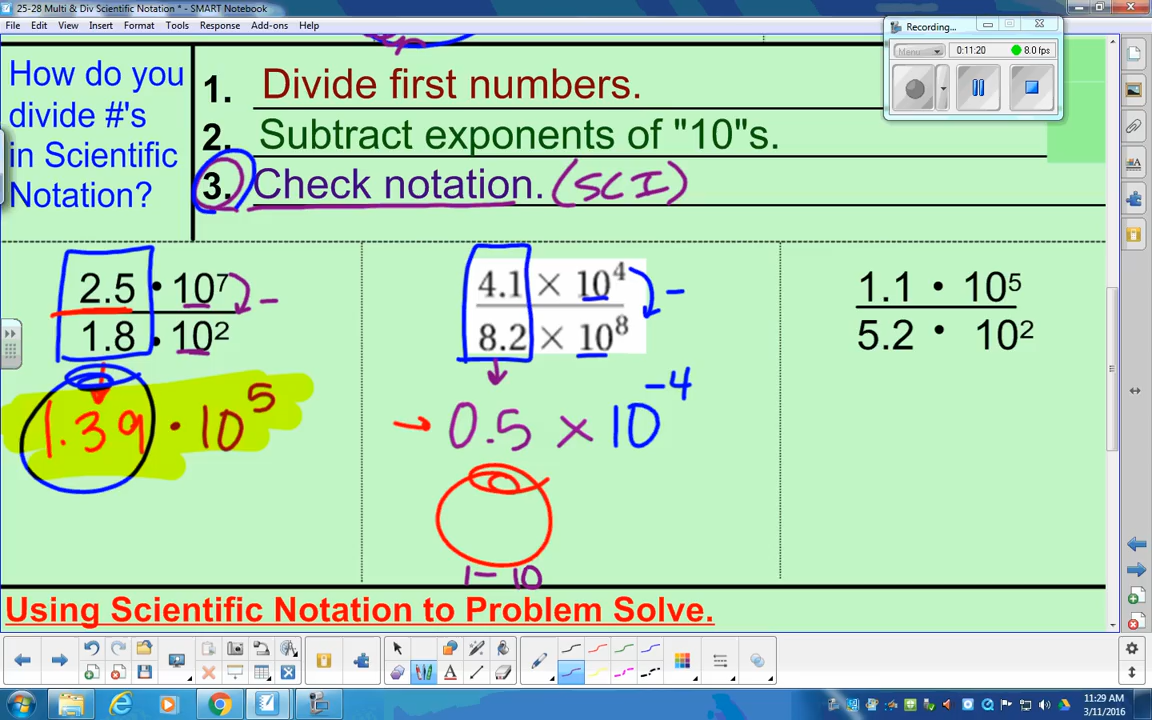 25-28 Multi & Div Scientific Notation * - SMART Notebook
File Edit View Insert Format Tools Response Add-ons Help
Recording...
Menu
0:11:20
8.0 fps
How do you
divide #'s
in Scientific
Notation?
1. Divide first numbers.
2. Subtract exponents of "10"s.
3. Check notation. (SCI)
2.5 · 10⁷ -
1.8 · 10²
1.39 · 10⁵
4.1 × 10⁴ -
8.2 × 10⁸
0.5 × 10⁻⁴
1 - 10
1.1 · 10⁵
5.2 · 10²
Using Scientific Notation to Problem Solve.
11:29 AM
3/11/2016